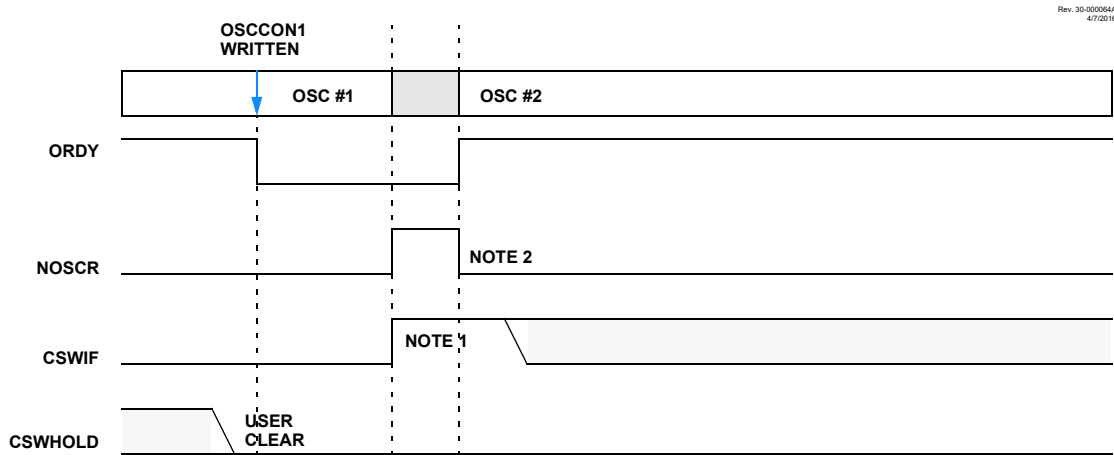 Rev. 30-000064A
4/7/2016
OSCCON1
WRITTEN
OSC #1
OSC #2
ORDY
NOSCR
NOTE 2
CSWIF
NOTE 1
CSWHOLD
USER
CLEAR